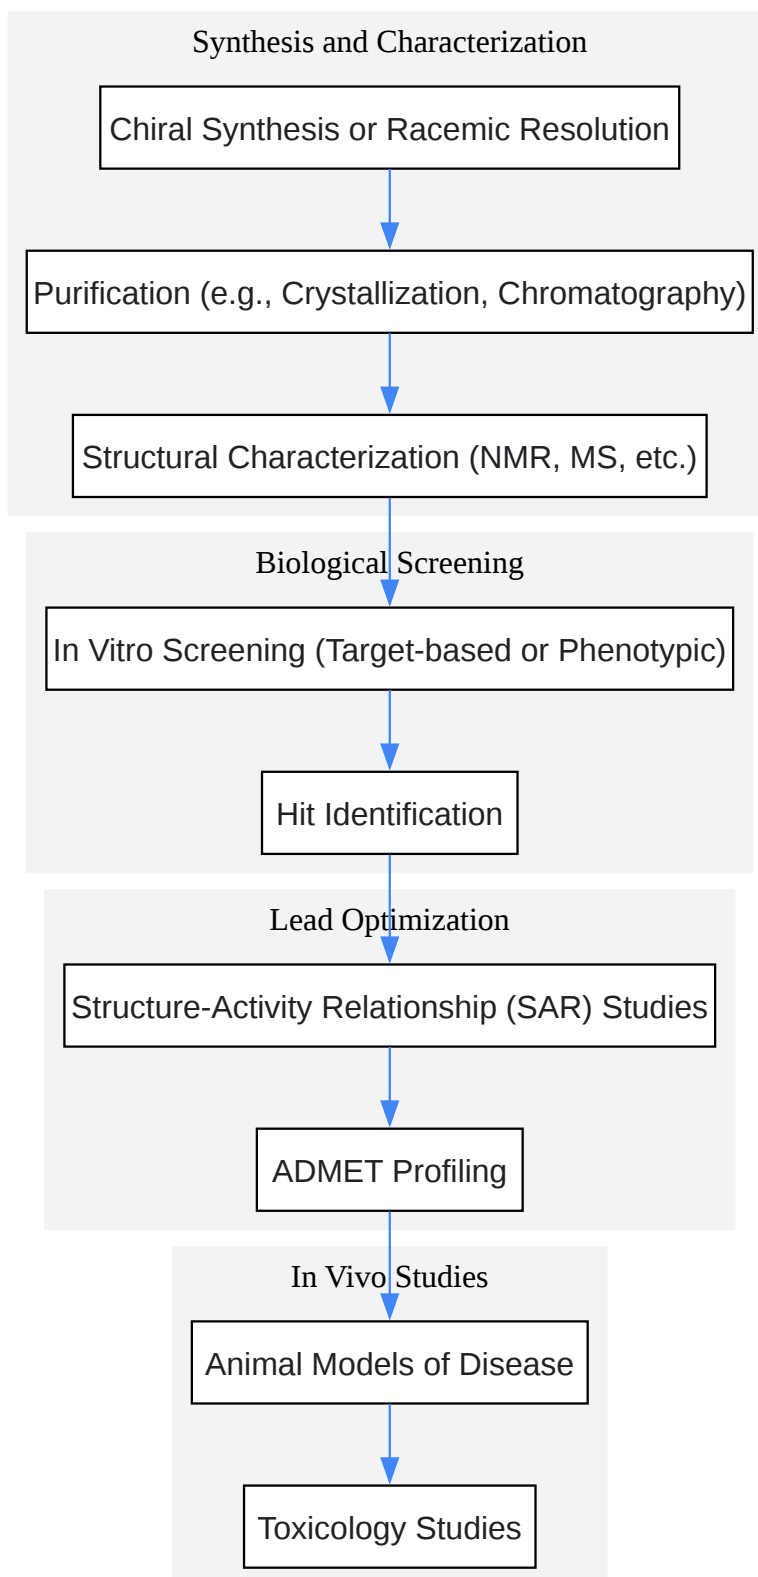 Synthesis and Characterization
Chiral Synthesis or Racemic Resolution
Purification (e.g., Crystallization, Chromatography)
Structural Characterization (NMR, MS, etc.)
Biological Screening
In Vitro Screening (Target-based or Phenotypic)
Hit Identification
Lead Optimization
Structure-Activity Relationship (SAR) Studies
ADMET Profiling
In Vivo Studies
Animal Models of Disease
Toxicology Studies